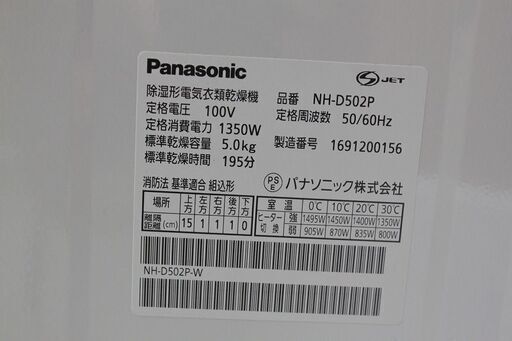 Panasonic
S JET
除湿形電気衣類乾燥機 品番 NH-D502P
定格電圧 100V 定格周波数 50/60Hz
定格消費電力 1350W
標準乾燥容量 5.0kg 製造番号 1691200156
標準乾燥時間 195分
PS E パナソニック株式会社
消防法 基準適合 組込形
場所 上方 左方 右方 後方 下方
離隔距離(cm) 15 1 1 1 0
室温 0℃ 10℃ 20℃ 30℃
ヒーター切換 強 1495W 1450W 1400W 1350W
弱 905W 870W 835W 800W
NH-D502P-W